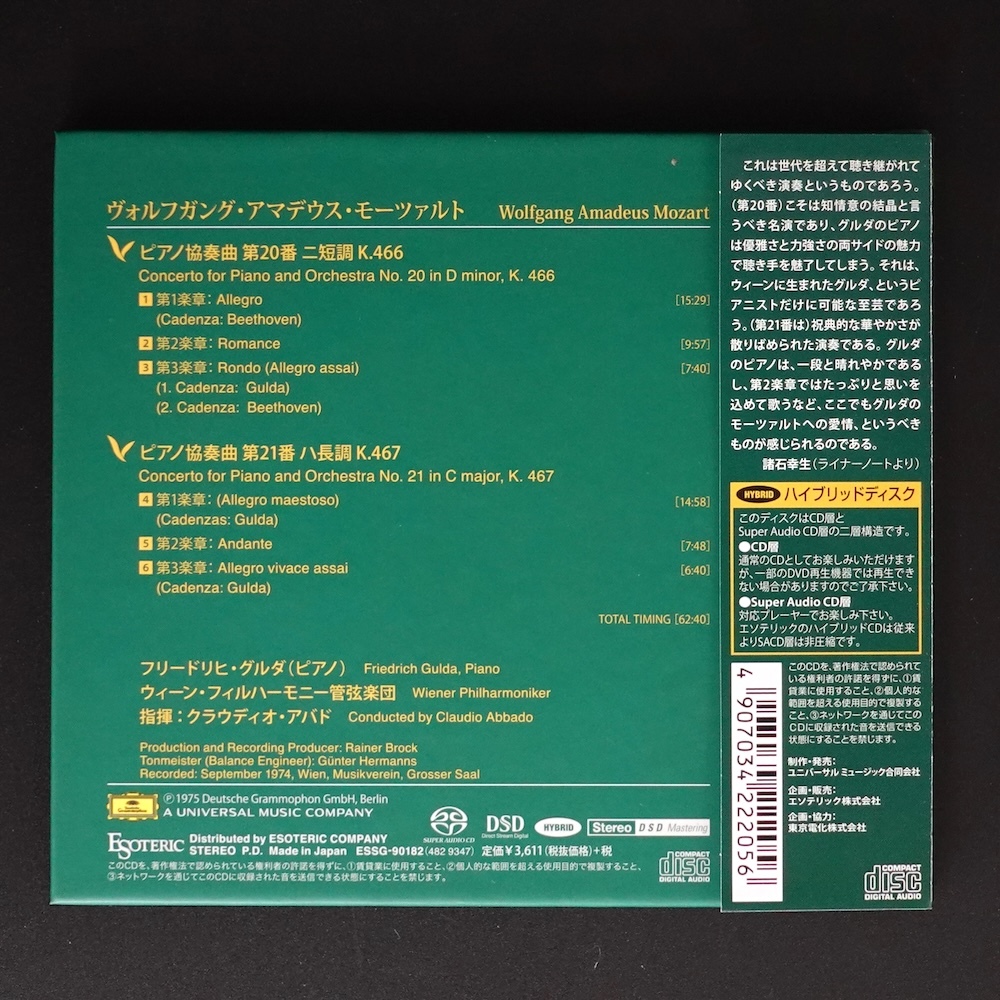 ヴォルフガング・アマデウス・モーツァルト Wolfgang Amadeus Mozart
ピアノ協奏曲 第20番 ニ短調 K.466
Concerto for Piano and Orchestra No. 20 in D minor, K. 466
1 第1楽章: Allegro [15:29]
(Cadenza: Beethoven)
2 第2楽章: Romance [9:57]
3 第3楽章: Rondo (Allegro assai) [7:40]
(1. Cadenza: Gulda)
(2. Cadenza: Beethoven)
ピアノ協奏曲 第21番 ハ長調 K.467
Concerto for Piano and Orchestra No. 21 in C major, K. 467
4 第1楽章: (Allegro maestoso) [14:58]
(Cadenzas: Gulda)
5 第2楽章: Andante [7:48]
6 第3楽章: Allegro vivace assai [6:40]
(Cadenza: Gulda)
TOTAL TIMING [62:40]
フリードリヒ・グルダ(ピアノ) Friedrich Gulda, Piano
ウィーン・フィルハーモニー管弦楽団 Wiener Philharmoniker
指揮:クラウディオ・アバド Conducted by Claudio Abbado
Production and Recording Producer: Rainer Brock
Tonmeister (Balance Engineer): Günter Hermanns
Recorded: September 1974, Wien, Musikverein, Grosser Saal
℗ 1975 Deutsche Grammophon GmbH, Berlin
A UNIVERSAL MUSIC COMPANY
ESOTERIC Distributed by ESOTERIC COMPANY
STEREO P.D. Made in Japan ESSG-90182 (482 9347)
SUPER AUDIO CD
DSD
Direct Stream Digital
HYBRID
Stereo DSD Mastering
定価¥3,611(税抜価格)+税
このCDを、著作権法で認められている権利者の許諾を得ずに、①賃貸業に使用すること、②個人的な範囲を超える使用目的で複製すること、
③ネットワークを通じてこのCDに収録された音を送信できる状態にすることを禁じます。
COMPACT
disc
DIGITAL AUDIO
これは世代を超えて聴き継がれて
ゆくべき演奏というものであろう。
(第20番)こそは知情意の結晶と言
うべき名演であり、グルダのピアノ
は優雅さと力強さの両サイドの魅力
で聴き手を魅了してしまう。それは、
ウィーンに生まれたグルダ、というピ
アニストだけに可能な至芸であろ
う。(第21番は)祝典的な華やかさが
散りばめられた演奏である。グルダ
のピアノは、一段と晴れやかであ
し、第2楽章ではたっぷりと思いを
込めて歌うなど、ここでもグルダの
モーツァルトへの愛情、というべき
ものが感じられるのである。
諸石幸生(ライナーノートより)
HYBRID ハイブリッドディスク
このディスクはCD層と
Super Audio CD層の二層構造です。
●CD層
通常のCDとしてお楽しみいただけます
が、一部のDVD再生機器では再生でき
ない場合がありますのでご了承下さい。
●Super Audio CD層
対応プレーヤーでお楽しみ下さい。
エソテリックのハイブリッドCDは従来
よりSACD層は非圧縮です。
4 907034 222056
このCDを、著作権法で認められて
いる権利者の許諾を得ずに、①賃
貸業に使用すること、②個人的な
範囲を超える使用目的で複製するこ
と、③ネットワークを通じてこの
CDに収録された音を送信できる
状態にすることを禁じます。
制作・発売:
ユニバーサル ミュージック合同会社
企画・販売:
エソテリック株式会社
企画・協力:
東京電化株式会社
COMPACT
disc
DIGITAL AUDIO